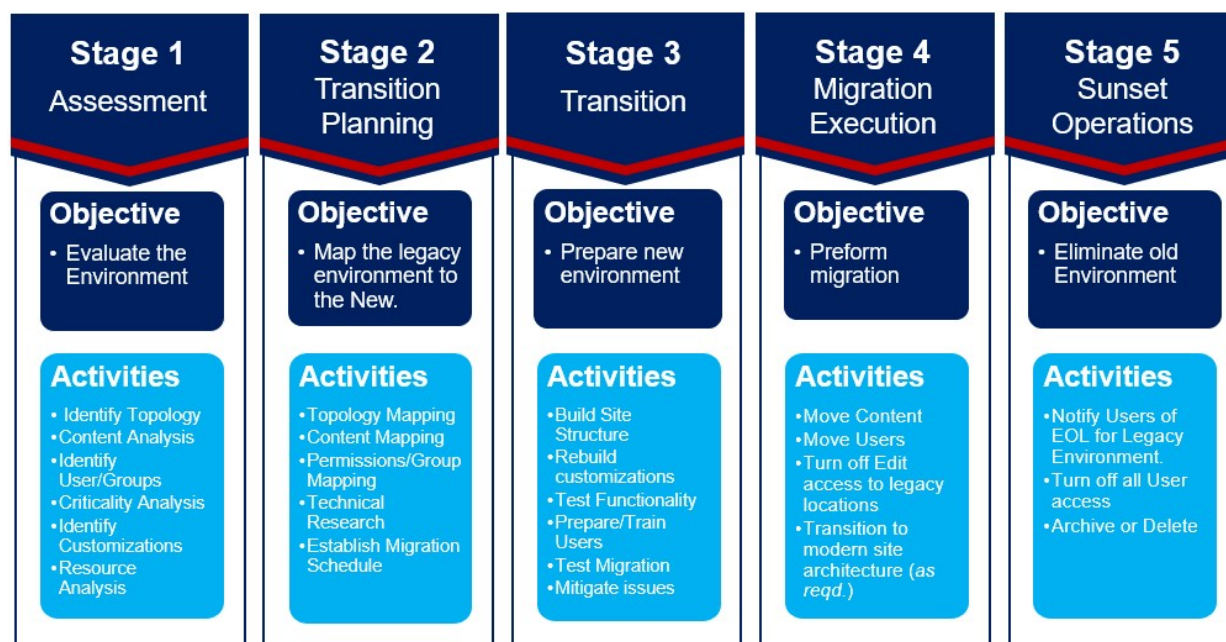 Stage 1
Assessment
Objective
• Evaluate the
Environment
Activities
• Identify Topology
•Content Analysis
•Identify
User/Groups
•Criticality Analysis
•Identify
Customizations
•Resource
Analysis
Stage 2
Transition
Planning
Objective
• Map the legacy
environment to
the New.
Activities
•Topology Mapping
•Content Mapping
•Permissions/Group
Mapping
•Technical
Research
•Establish Migration
Schedule
Stage 3
Transition
Objective
• Prepare new
environment
Activities
•Build Site
Structure
•Rebuild
customizations
•Test Functionality
•Prepare/Train
Users
•Test Migration
•Mitigate issues
Stage 4
Migration
Execution
Objective
• Preform
migration
Activities
•Move Content
•Move Users
•Turn off Edit
access to legacy
locations
•Transition to
modern site
architecture (as
reqd.)
Stage 5
Sunset
Operations
Objective
• Eliminate old
Environment
Activities
•Notify Users of
EOL for Legacy
Environment.
•Turn off all User
access
•Archive or Delete